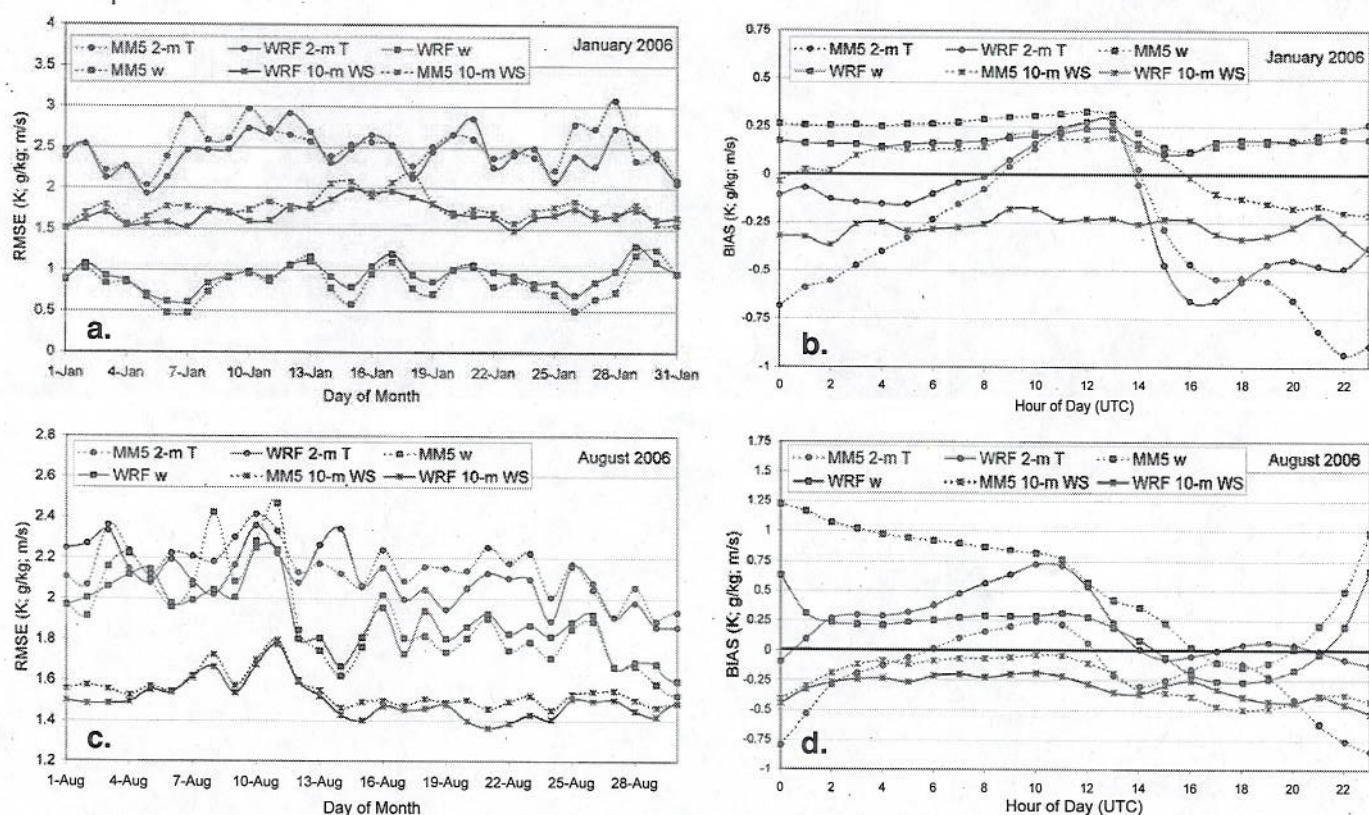 4
3.5
3
2.5
2
1.5
1
0.5
0
RMSE (K; g/kg; m/s)
MM5 2-m T WRF 2-m T WRF w
MM5 w WRF 10-m WS MM5 10-m WS
January 2006
a.
1-Jan 4-Jan 7-Jan 10-Jan 13-Jan 16-Jan 19-Jan 22-Jan 25-Jan 28-Jan 31-Jan
Day of Month
0.75
0.5
0.25
0
-0.25
-0.5
-0.75
-1
BIAS (K; g/kg; m/s)
MM5 2-m T WRF 2-m T MM5 w
WRF w MM5 10-m WS WRF 10-m WS
January 2006
b.
0 2 4 6 8 10 12 14 16 18 20 22
Hour of Day (UTC)
2.8
2.6
2.4
2.2
2
1.8
1.6
1.4
1.2
RMSE (K; g/kg; m/s)
MM5 2-m T WRF 2-m T MM5 w
WRF w MM5 10-m WS WRF 10-m WS
August 2006
c.
1-Aug 4-Aug 7-Aug 10-Aug 13-Aug 16-Aug 19-Aug 22-Aug 25-Aug 28-Aug
Day of Month
1.75
1.5
1.25
1
0.75
0.5
0.25
0
-0.25
-0.5
-0.75
-1
BIAS (K; g/kg; m/s)
MM5 2-m T WRF 2-m T MM5 w
WRF w MM5 10-m WS WRF 10-m WS
August 2006
d.
0 2 4 6 8 10 12 14 16 18 20 22
Hour of Day (UTC)